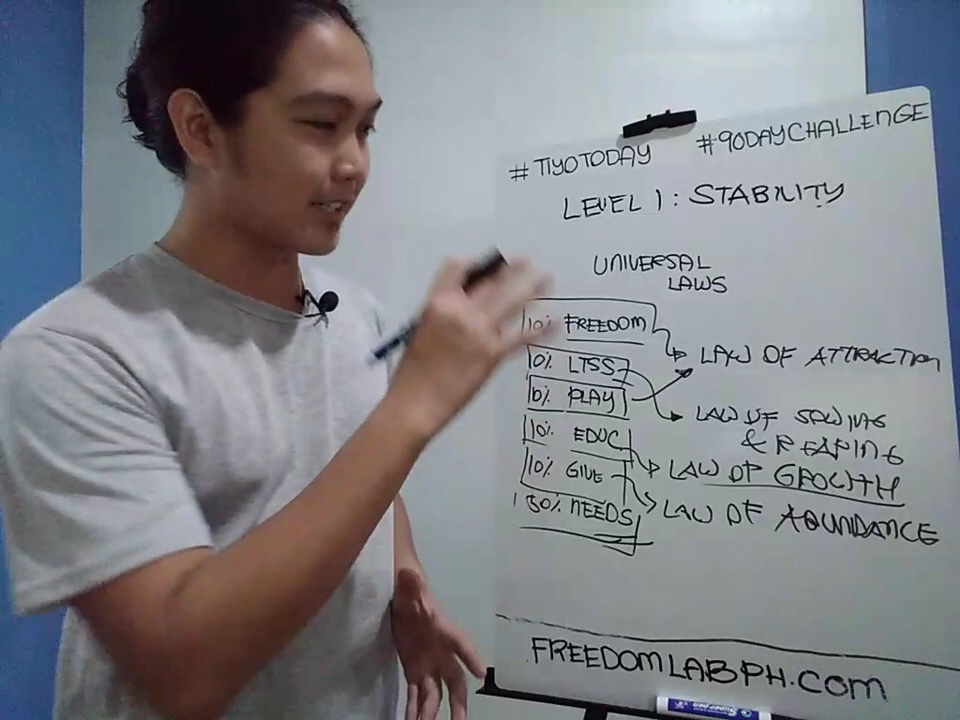 #TIYOTODAY #90DAYCHALLENGE
LEVEL 1: STABILITY
UNIVERSAL
LAWS
10% FREEDOM
LAW OF ATTRACTION
10% LTSS
10% PLAY
LAW OF SOWING
& REAPING
10% EDUC
LAW OF GROWTH
10% GIVE
LAW OF ABUNDANCE
50% NEEDS
FREEDOMLABPH.COM